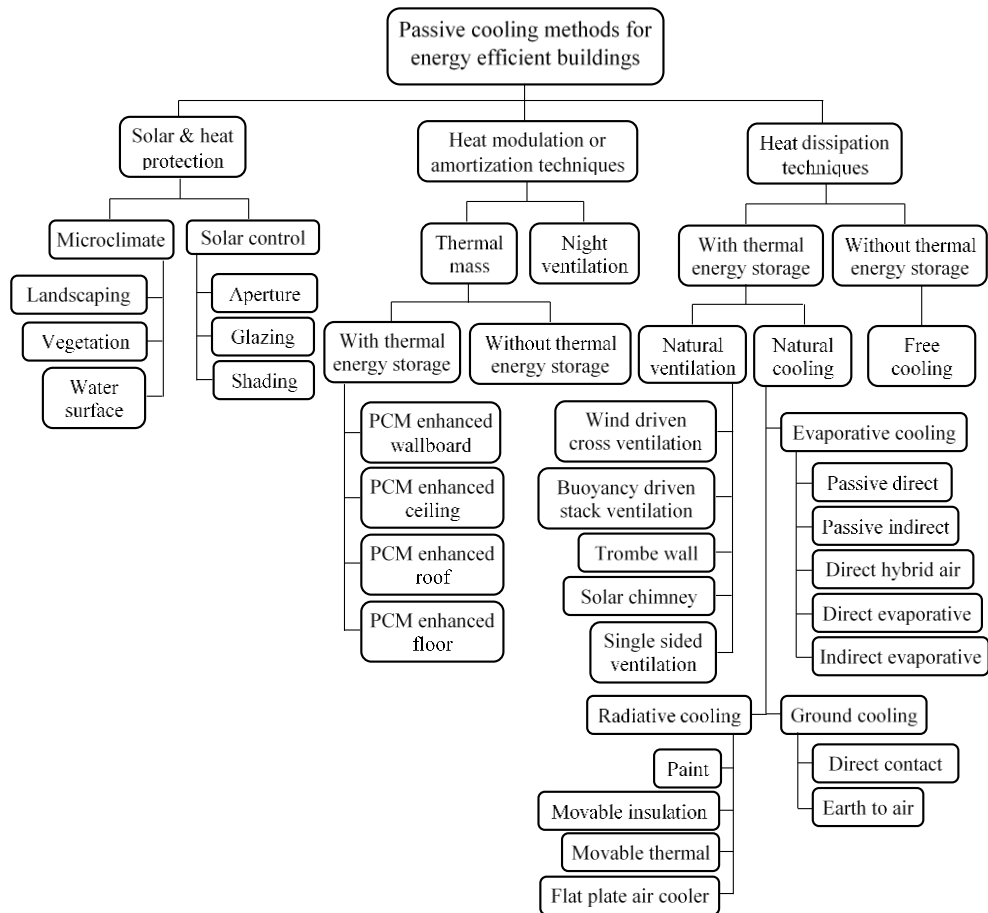 Passive cooling methods for
energy efficient buildings
Solar & heat
protection
Heat modulation or
amortization techniques
Heat dissipation
techniques
Microclimate
Solar control
Thermal
mass
Night
ventilation
With thermal
energy storage
Without thermal
energy storage
Landscaping
Vegetation
Water
surface
Aperture
Glazing
Shading
With thermal
energy storage
Without thermal
energy storage
Natural
ventilation
Natural
cooling
Free
cooling
PCM enhanced
wallboard
PCM enhanced
ceiling
PCM enhanced
roof
PCM enhanced
floor
Wind driven
cross ventilation
Buoyancy driven
stack ventilation
Trombe wall
Solar chimney
Single sided
ventilation
Evaporative cooling
Passive direct
Passive indirect
Direct hybrid air
Direct evaporative
Indirect evaporative
Radiative cooling
Ground cooling
Paint
Movable insulation
Movable thermal
Flat plate air cooler
Direct contact
Earth to air